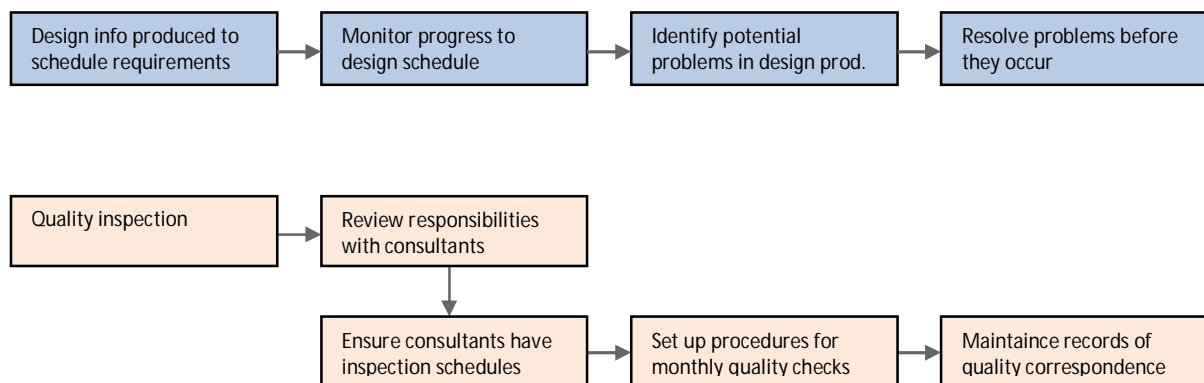 Design info produced to
schedule requirements
Monitor progress to
design schedule
Identify potential
problems in design prod.
Resolve problems before
they occur
Quality inspection
Review responsibilities
with consultants
Ensure consultants have
inspection schedules
Set up procedures for
monthly quality checks
Maintaince records of
quality correspondence